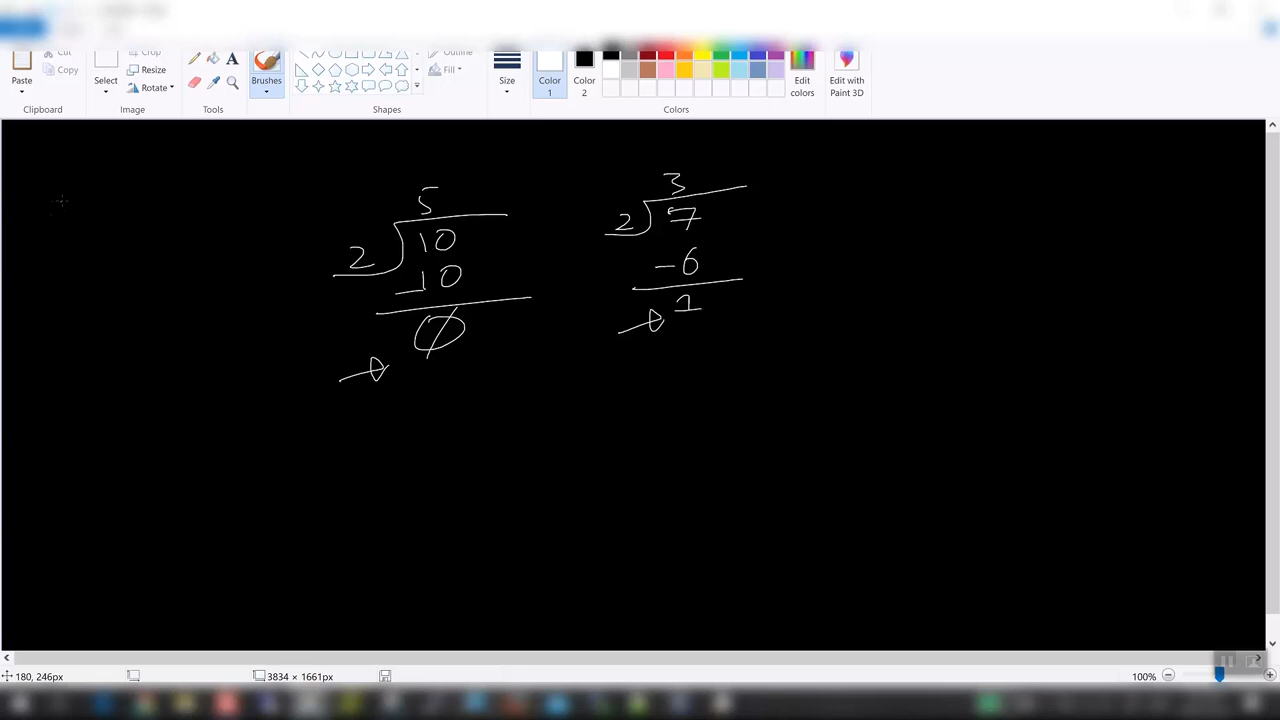 Cut
Copy
Paste
Clipboard
Crop
Resize
Rotate
Select
Image
A
Tools
Brushes
Outline
Fill
Shapes
Size
Color
1
Color
2
Edit
colors
Colors
Edit with
Paint 3D
5
2 10
-10
0
3
2 7
-6
1
180, 246px
3834 × 1661px
100%